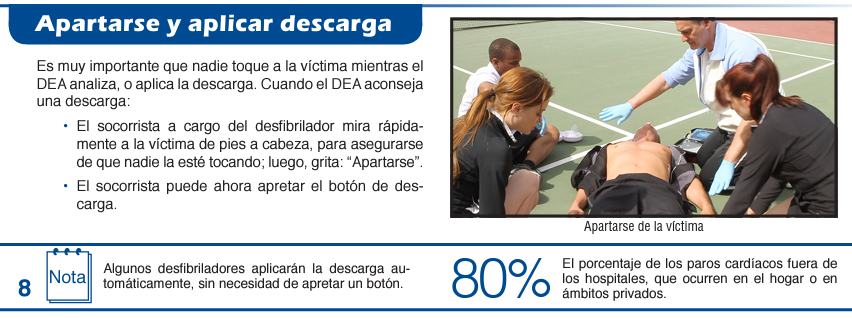 Apartarse y aplicar descarga
Es muy importante que nadie toque a la víctima mientras el
DEA analiza, o aplica la descarga. Cuando el DEA aconseja
una descarga:
• El socorrista a cargo del desfibrilador mira rápida-
mente a la víctima de pies a cabeza, para asegurarse
de que nadie la esté tocando; luego, grita: “Apartarse”.
• El socorrista puede ahora apretar el botón de des-
carga.
Apartarse de la víctima
8
Nota
Algunos desfibriladores aplicarán la descarga au-
tomáticamente, sin necesidad de apretar un botón.
80%
El porcentaje de los paros cardíacos fuera de
los hospitales, que ocurren en el hogar o en
ámbitos privados.